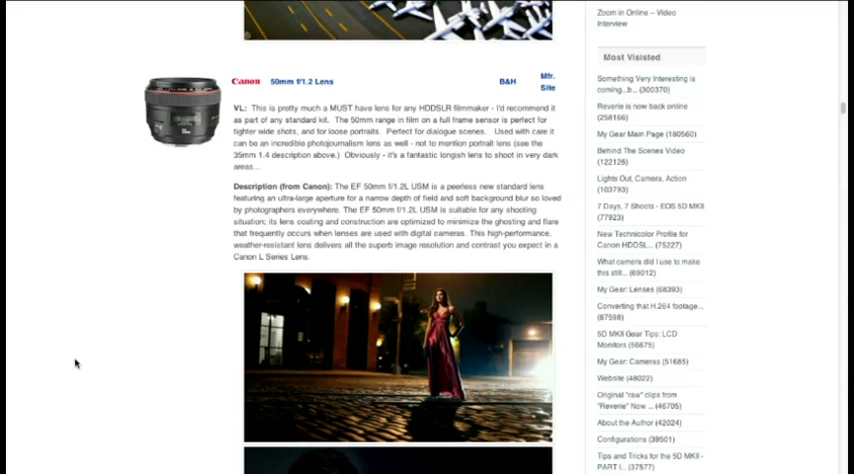 Canon 50mm f/1.2 Lens B&H Mfr. Site
VL: This is pretty much a MUST have lens for any HDDSLR filmmaker - I'd recommend it
as part of any standard kit. The 50mm range in film on a full frame sensor is perfect for
tighter wide shots, and for loose portraits. Perfect for dialogue scenes. Used with care it
can be an incredible photojournalism lens as well - not to mention portrait lens (see the
35mm 1.4 description above.) Obviously - it's a fantastic longish lens to shoot in very dark
areas...
Description (from Canon): The EF 50mm f/1.2L USM is a peerless new standard lens
featuring an ultra-large aperture for a narrow depth of field and soft background blur so loved
by photographers everywhere. The EF 50mm f/1.2L USM is suitable for any shooting
situation; its lens coating and construction are optimized to minimize the ghosting and flare
that frequently occurs when lenses are used with digital cameras. This high-performance,
weather-resistant lens delivers all the superb image resolution and contrast you expect in a
Canon L Series Lens.
Zoom in Online – Video
Interview
Most Visisted
Something Very Interesting is
coming...b... (300370)
Reverie is now back online
(258166)
My Gear Main Page (180560)
Behind The Scenes Video
(122126)
Lights Out, Camera, Action
(103793)
7 Days, 7 Shoots - EOS 5D MKII
(77923)
New Technicolor Profile for
Canon HDDSL... (75227)
What camera did I use to make
this still... (69012)
My Gear: Lenses (68393)
Converting that H.264 footage...
(67598)
5D MKII Gear Tips: LCD
Monitors (56675)
My Gear: Cameras (51685)
Website (48022)
Original "raw" clips from
"Reverie" Now ... (46705)
About the Author (42024)
Configurations (39501)
Tips and Tricks for the 5D MKII -
PART I... (37577)